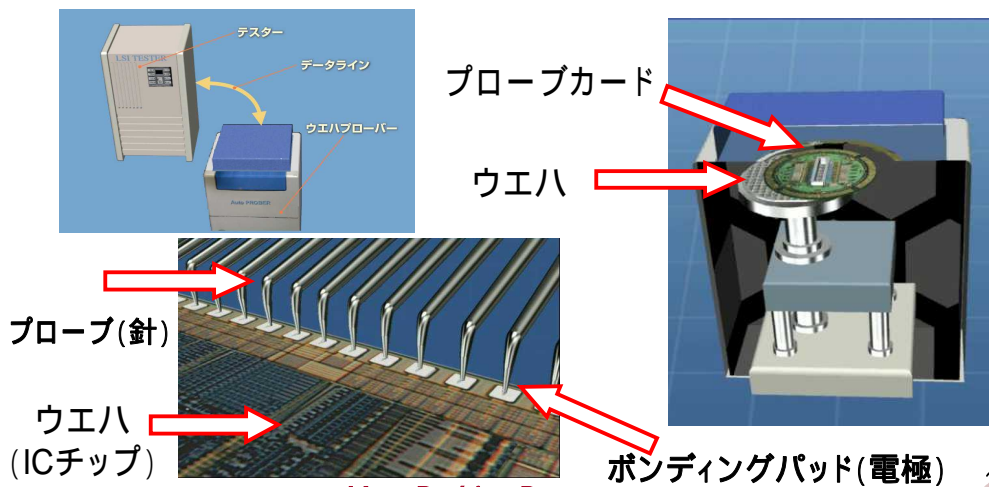 テスター
LSI TESTER
データライン
ウエハプローバー
Auto PROBER
プローブカード
ウエハ
プローブ(針)
ウエハ
(ICチップ)
ボンディングパッド(電極)